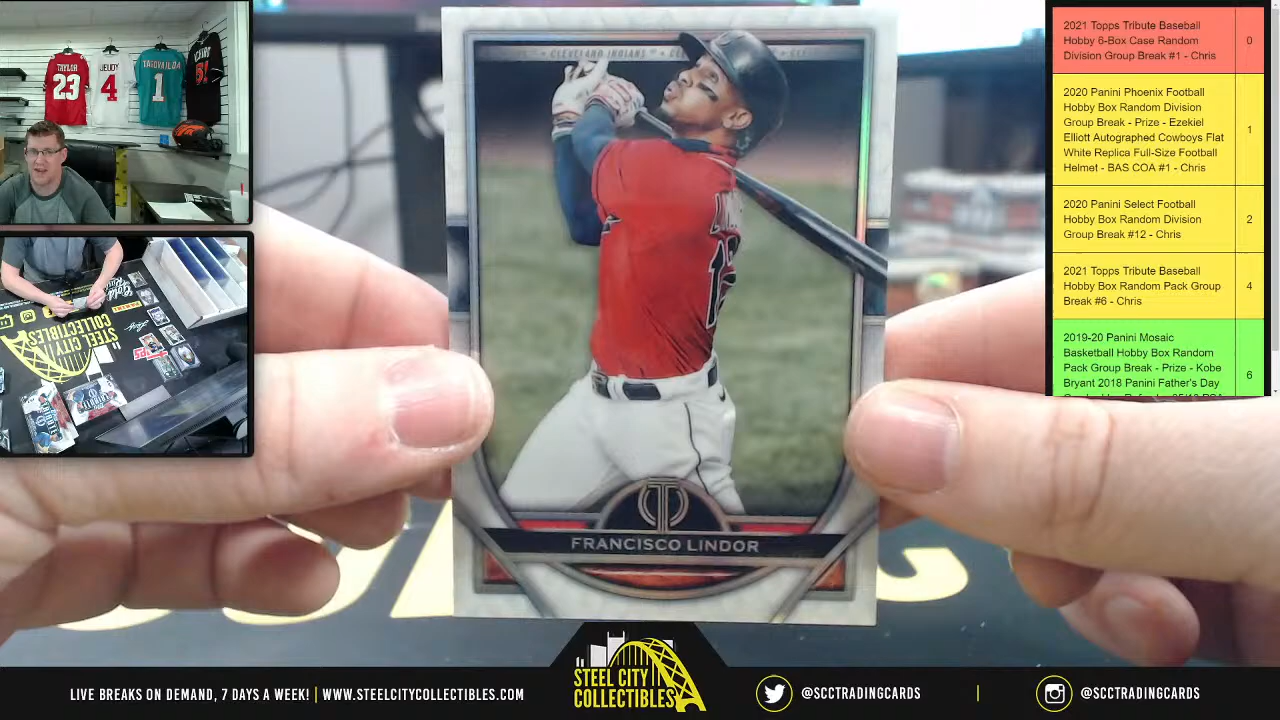 TAYLOR
23
JEUDY
4
TAGOVAILOA
1
51
STEEL CITY
COLLECTIBLES
CLEVELAND INDIANS
FRANCISCO LINDOR
2021 Topps Tribute Baseball
Hobby 6-Box Case Random
Division Group Break #1 - Chris
0
2020 Panini Phoenix Football
Hobby Box Random Division
Group Break - Prize - Ezekiel
Elliott Autographed Cowboys Flat
White Replica Full-Size Football
Helmet - BAS COA #1 - Chris
1
2020 Panini Select Football
Hobby Box Random Division
Group Break #12 - Chris
2
2021 Topps Tribute Baseball
Hobby Box Random Pack Group
Break #6 - Chris
4
2019-20 Panini Mosaic
Basketball Hobby Box Random
Pack Group Break - Prize - Kobe
Bryant 2018 Panini Father's Day
6
LIVE BREAKS ON DEMAND, 7 DAYS A WEEK! | WWW.STEELCITYCOLLECTIBLES.COM
STEEL CITY
COLLECTIBLES
@SCCTRADINGCARDS
|
@SCCTRADINGCARDS